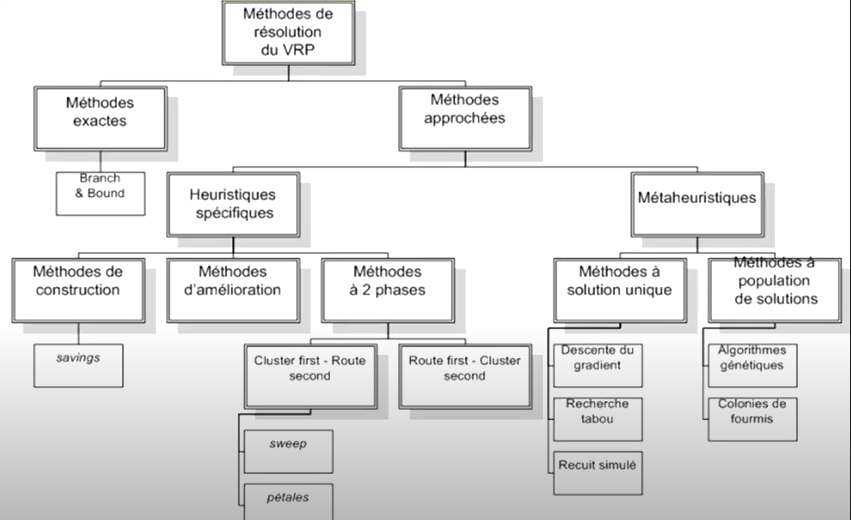 Méthodes de
résolution
du VRP
Méthodes
exactes
Méthodes
approchées
Branch
& Bound
Heuristiques
spécifiques
Métaheuristiques
Méthodes de
construction
Méthodes
d'amélioration
Méthodes
à 2 phases
Méthodes à
solution unique
Méthodes à
population
de solutions
savings
Cluster first - Route
second
Route first - Cluster
second
Descente du
gradient
Algorithmes
génétiques
Recherche
tabou
Colonies de
fourmis
sweep
Recuit simulé
pétales